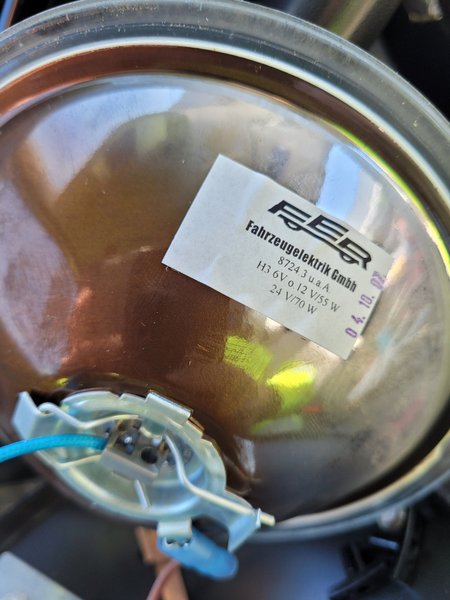 FER
Fahrzeugelektrik GmbH
8724.3 u.a.A.
H3 6V o.12 V/55 W
24 V/70 W
04.10.02